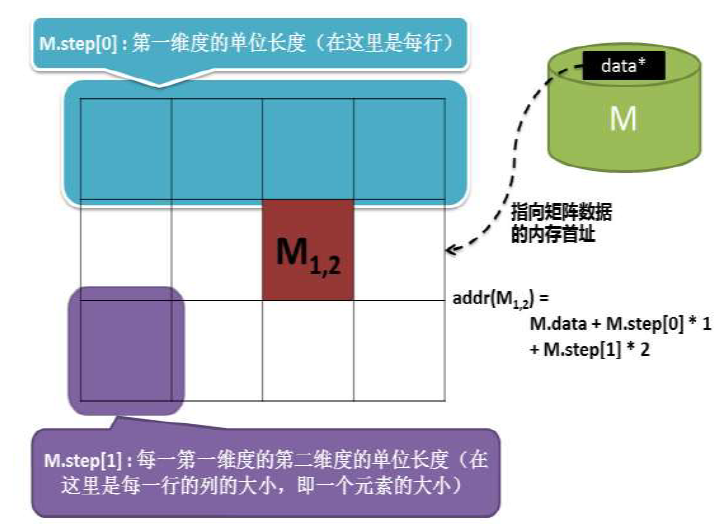 M.step[0] : 第一维度的单位长度（在这里是每行）
data*
M
指向矩阵数据
的内存首址
M1,2
addr(M1,2) =
M.data + M.step[0] * 1
+ M.step[1] * 2
M.step[1] : 每一第一维度的第二维度的单位长度（在
这里是每一行的列的大小，即一个元素的大小）